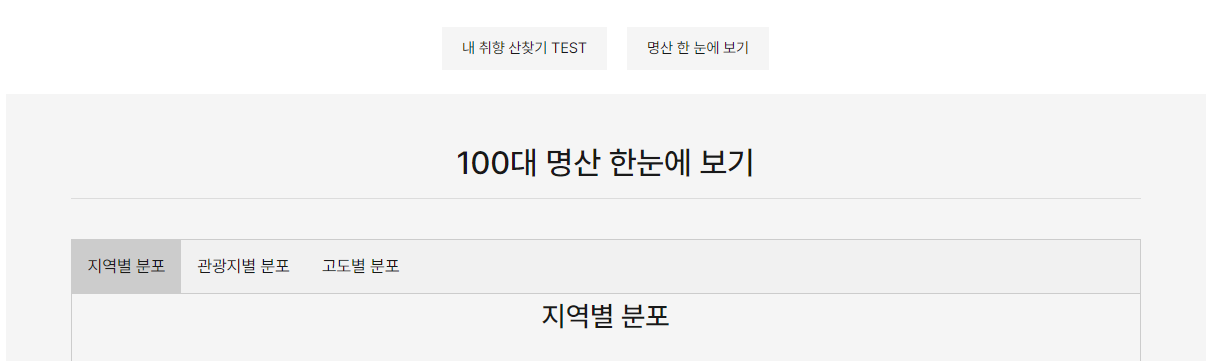 내 취향 산찾기 TEST 명산 한 눈에 보기
100대 명산 한눈에 보기
지역별 분포 관광지별 분포 고도별 분포
지역별 분포